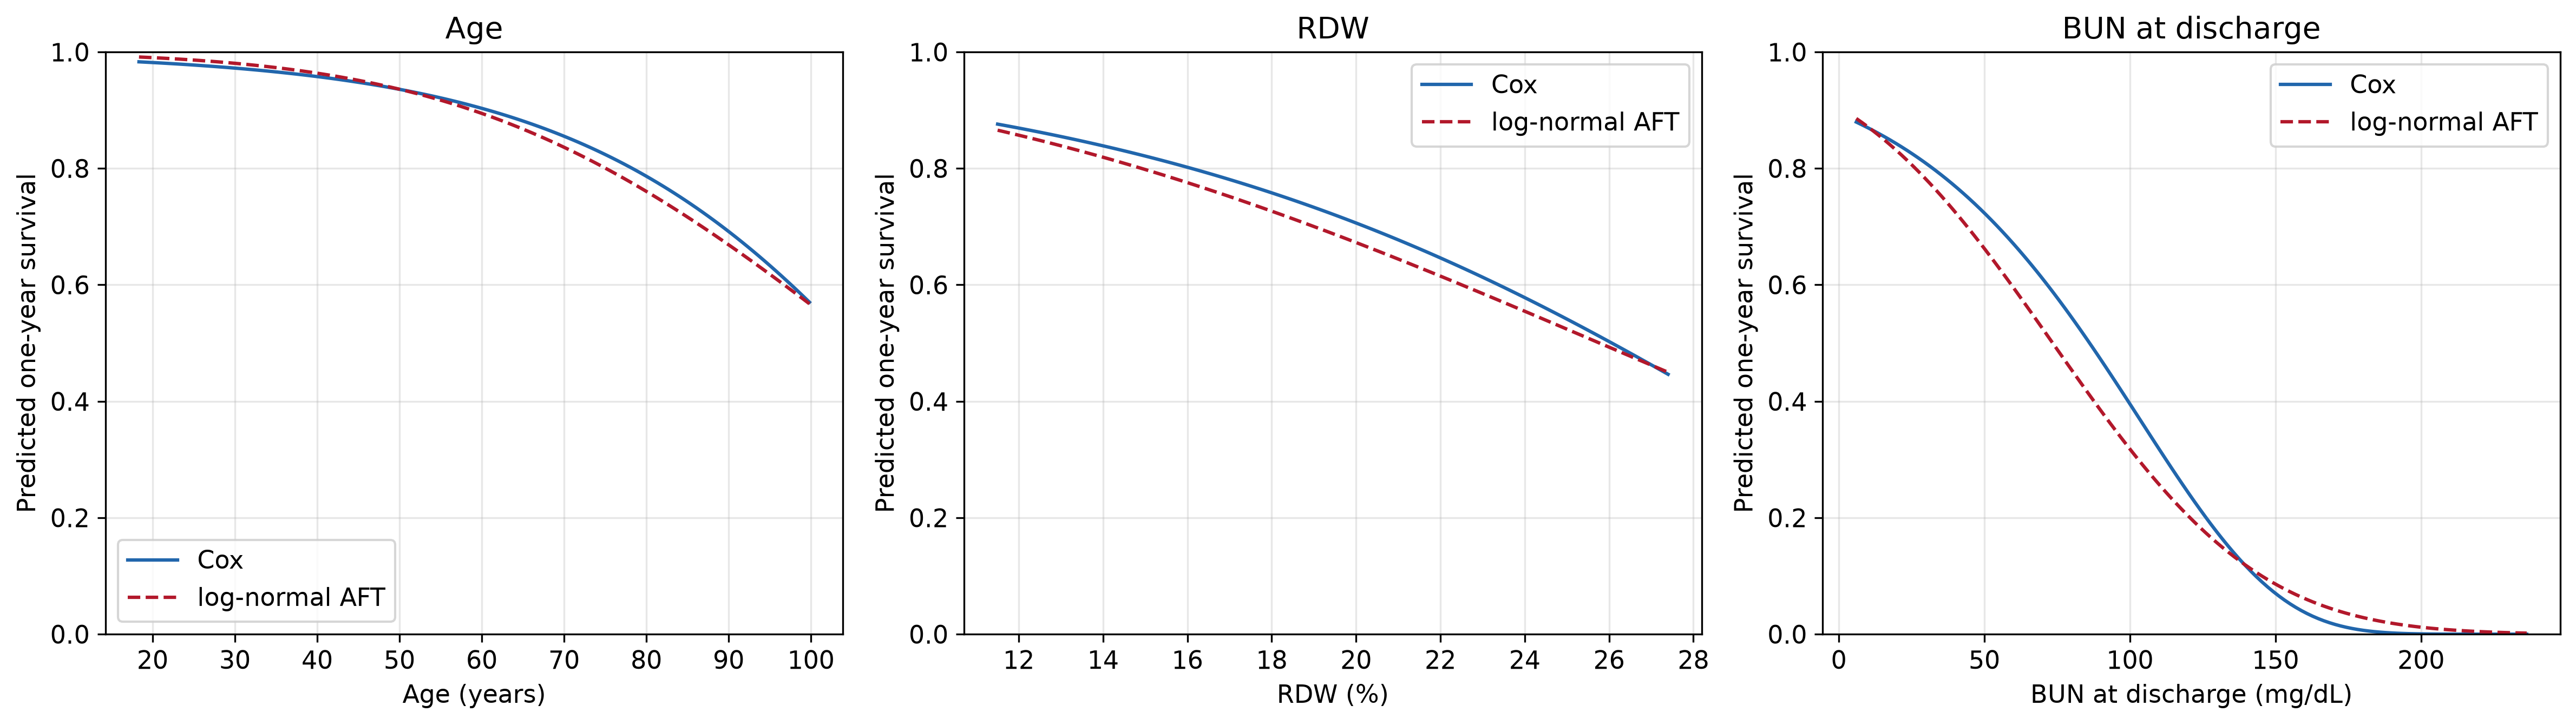 Age
Predicted one-year survival
1.0
0.8
0.6
0.4
0.2
0.0
Cox
log-normal AFT
20 30 40 50 60 70 80 90 100
Age (years)
RDW
Predicted one-year survival
1.0
0.8
0.6
0.4
0.2
0.0
Cox
log-normal AFT
12 14 16 18 20 22 24 26 28
RDW (%)
BUN at discharge
Predicted one-year survival
1.0
0.8
0.6
0.4
0.2
0.0
Cox
log-normal AFT
0 50 100 150 200
BUN at discharge (mg/dL)